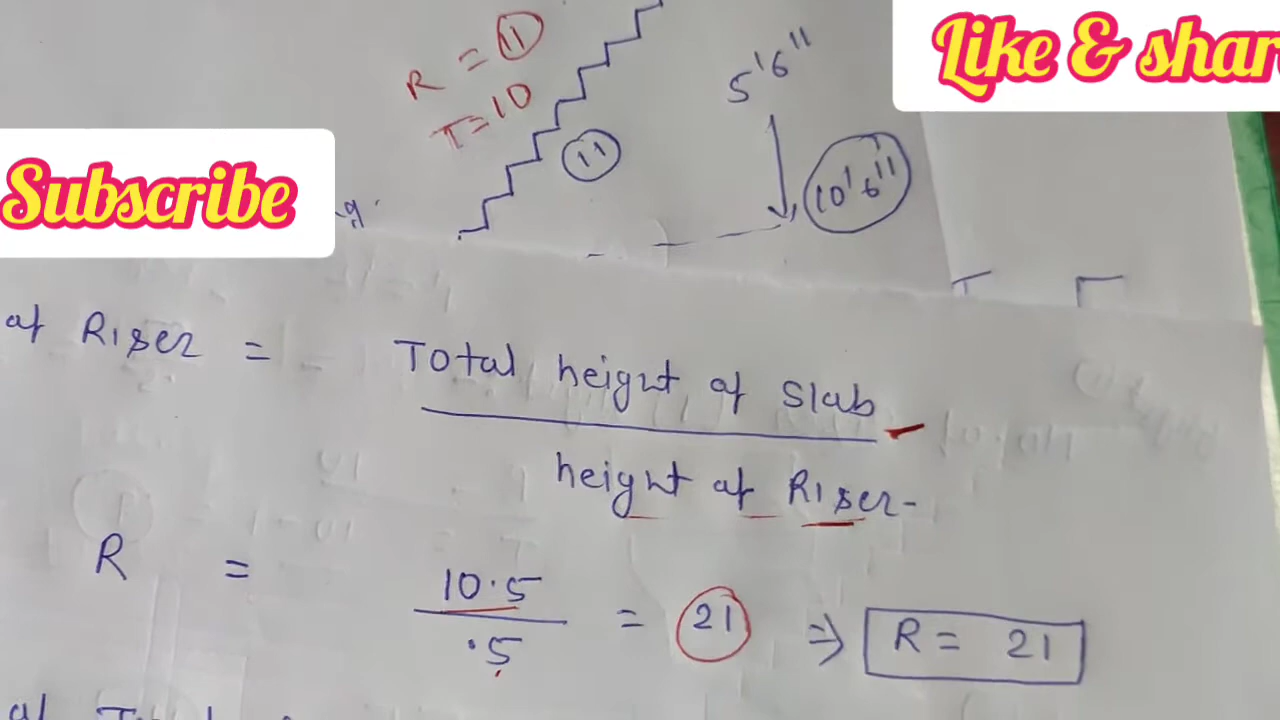 Like & shar
R = 11
T = 10
11
5'6"
10'6"
Subscribe
of Riser = Total height of Slab
height of Riser -
R = 10.5 / .5 = 21 ⇒ R = 21
of